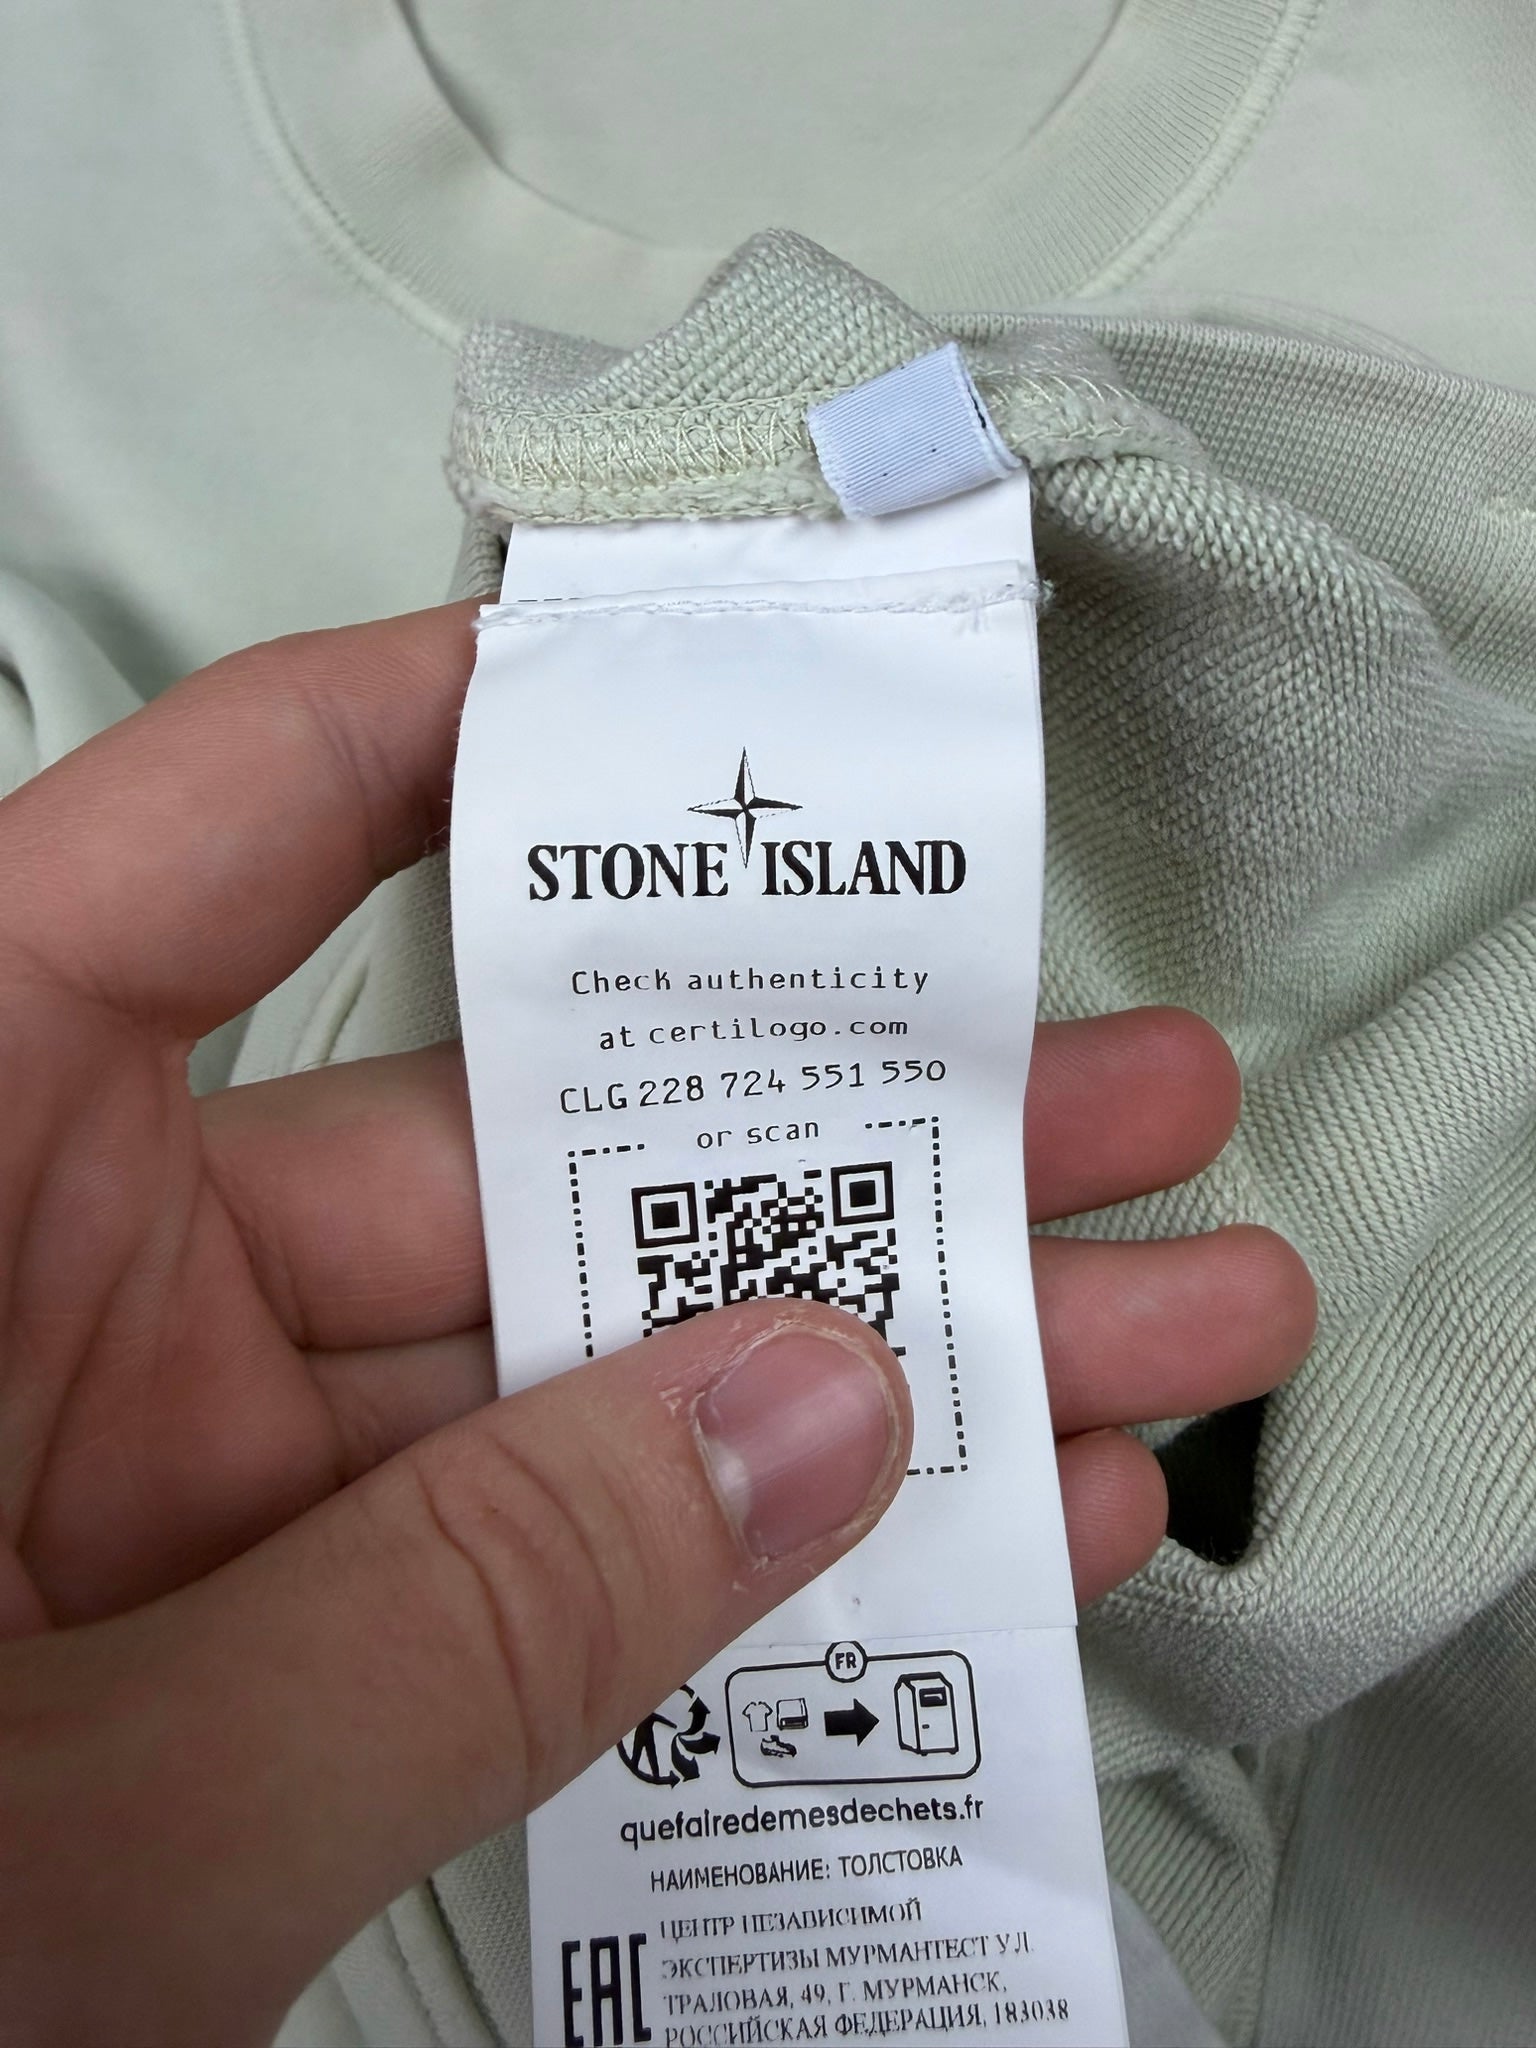 STONE ISLAND
Check authenticity
at certilogo.com
CLG 228 724 551 550
or scan
FR
quefairedemesdechets.fr
НАИМЕНОВАНИЕ: ТОЛСТОВКА
EAC
ЦЕНТР НЕЗАВИСИМОЙ
ЭКСПЕРТИЗЫ МУРМАНТЕСТ УЛ.
ТРАЛОВАЯ, 49, Г. МУРМАНСК,
РОССИЙСКАЯ ФЕДЕРАЦИЯ, 183038